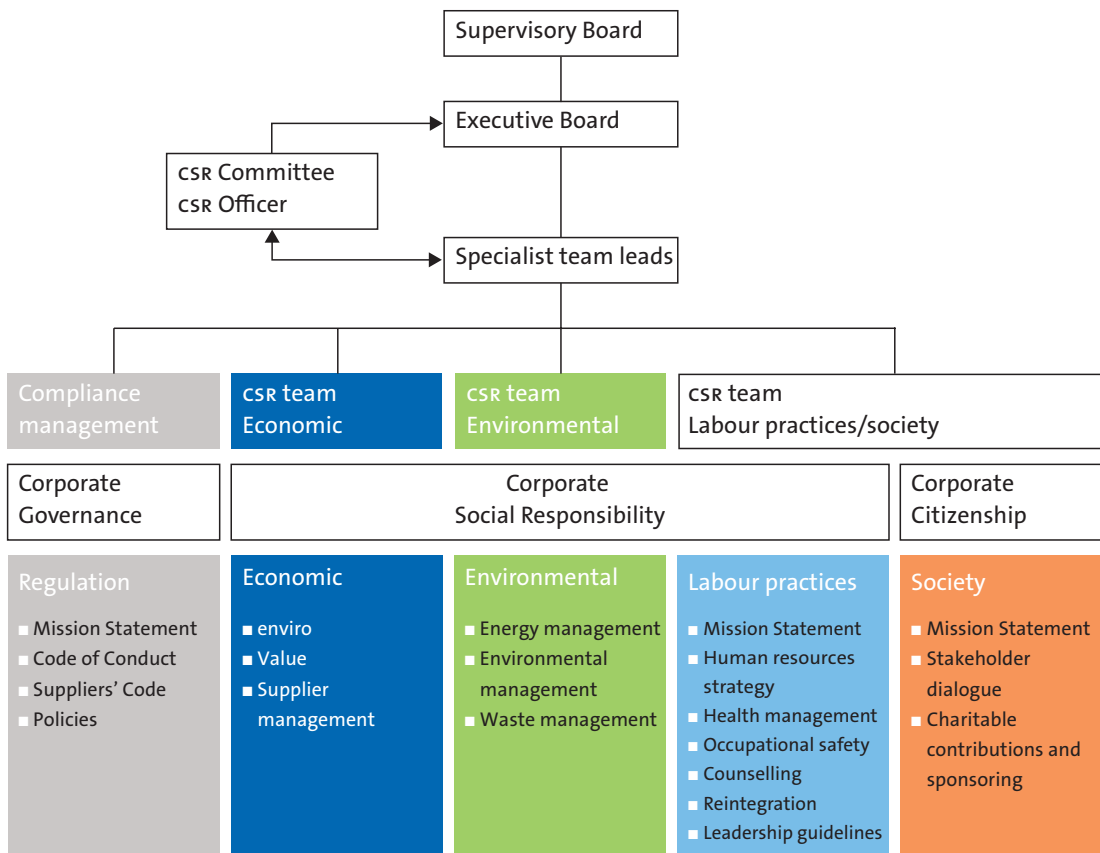 Supervisory Board
Executive Board
CSR Committee
CSR Officer
Specialist team leads
Compliance
management
CSR team
Economic
CSR team
Environmental
CSR team
Labour practices/society
Corporate
Governance
Corporate
Social Responsibility
Corporate
Citizenship
Regulation
■ Mission Statement
■ Code of Conduct
■ Suppliers’ Code
■ Policies
Economic
■ enviro
■ Value
■ Supplier
management
Environmental
■ Energy management
■ Environmental
management
■ Waste management
Labour practices
■ Mission Statement
■ Human resources
strategy
■ Health management
■ Occupational safety
■ Counselling
■ Reintegration
■ Leadership guidelines
Society
■ Mission Statement
■ Stakeholder
dialogue
■ Charitable
contributions and
sponsoring